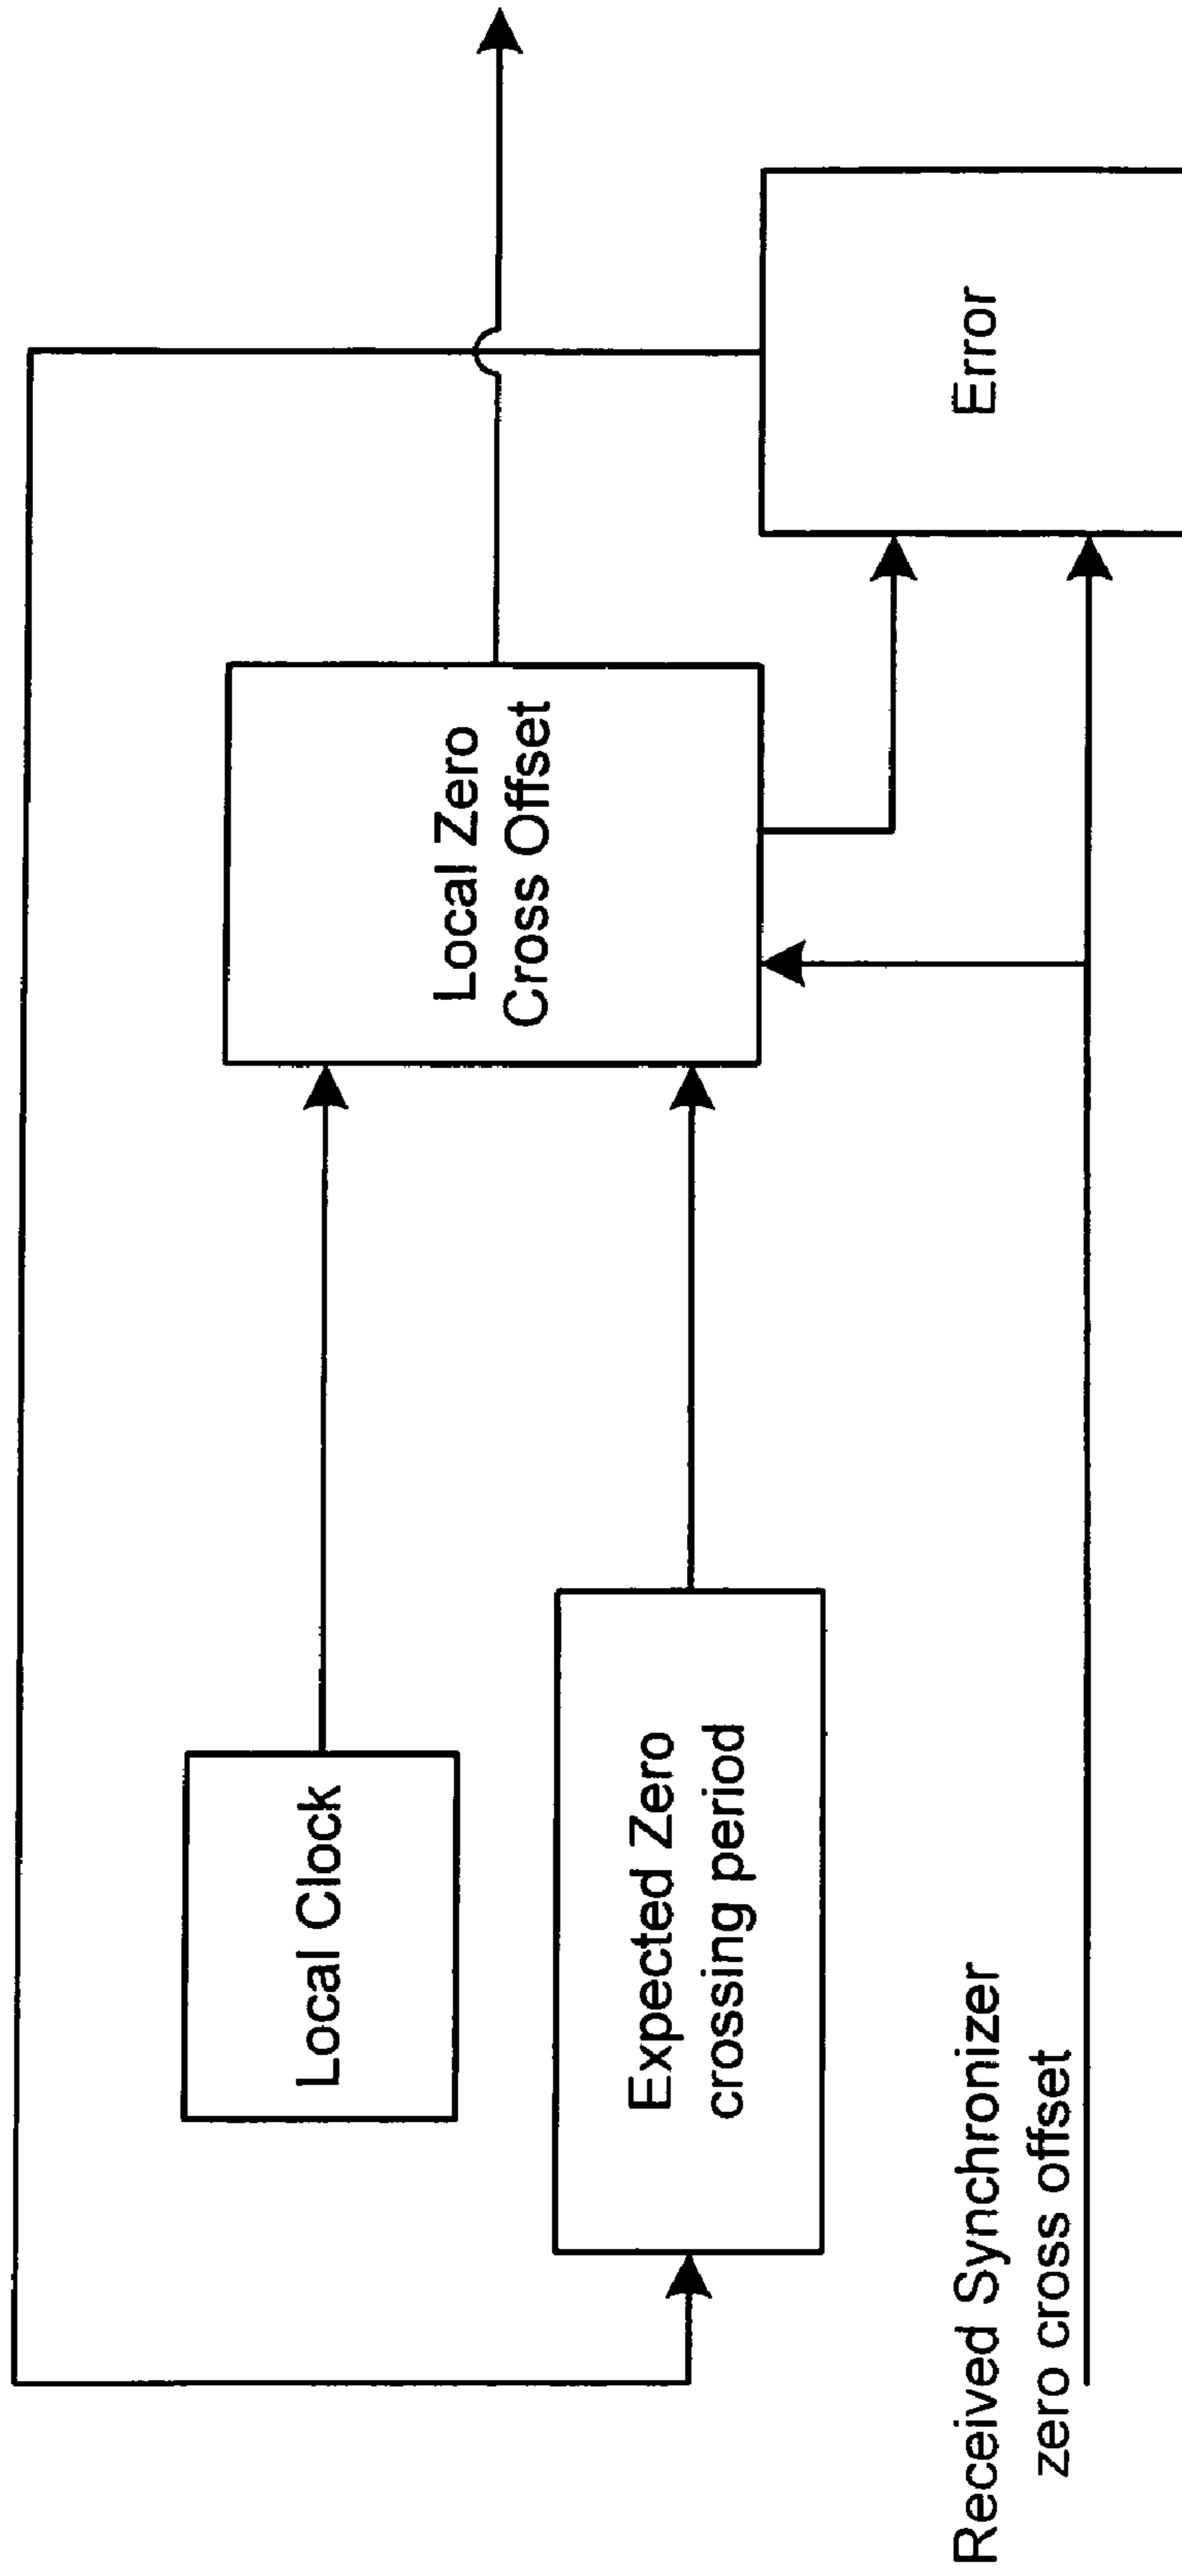 Local Clock
Expected Zero
crossing period
Received Synchronizer
zero cross offset
Local Zero
Cross Offset
Error